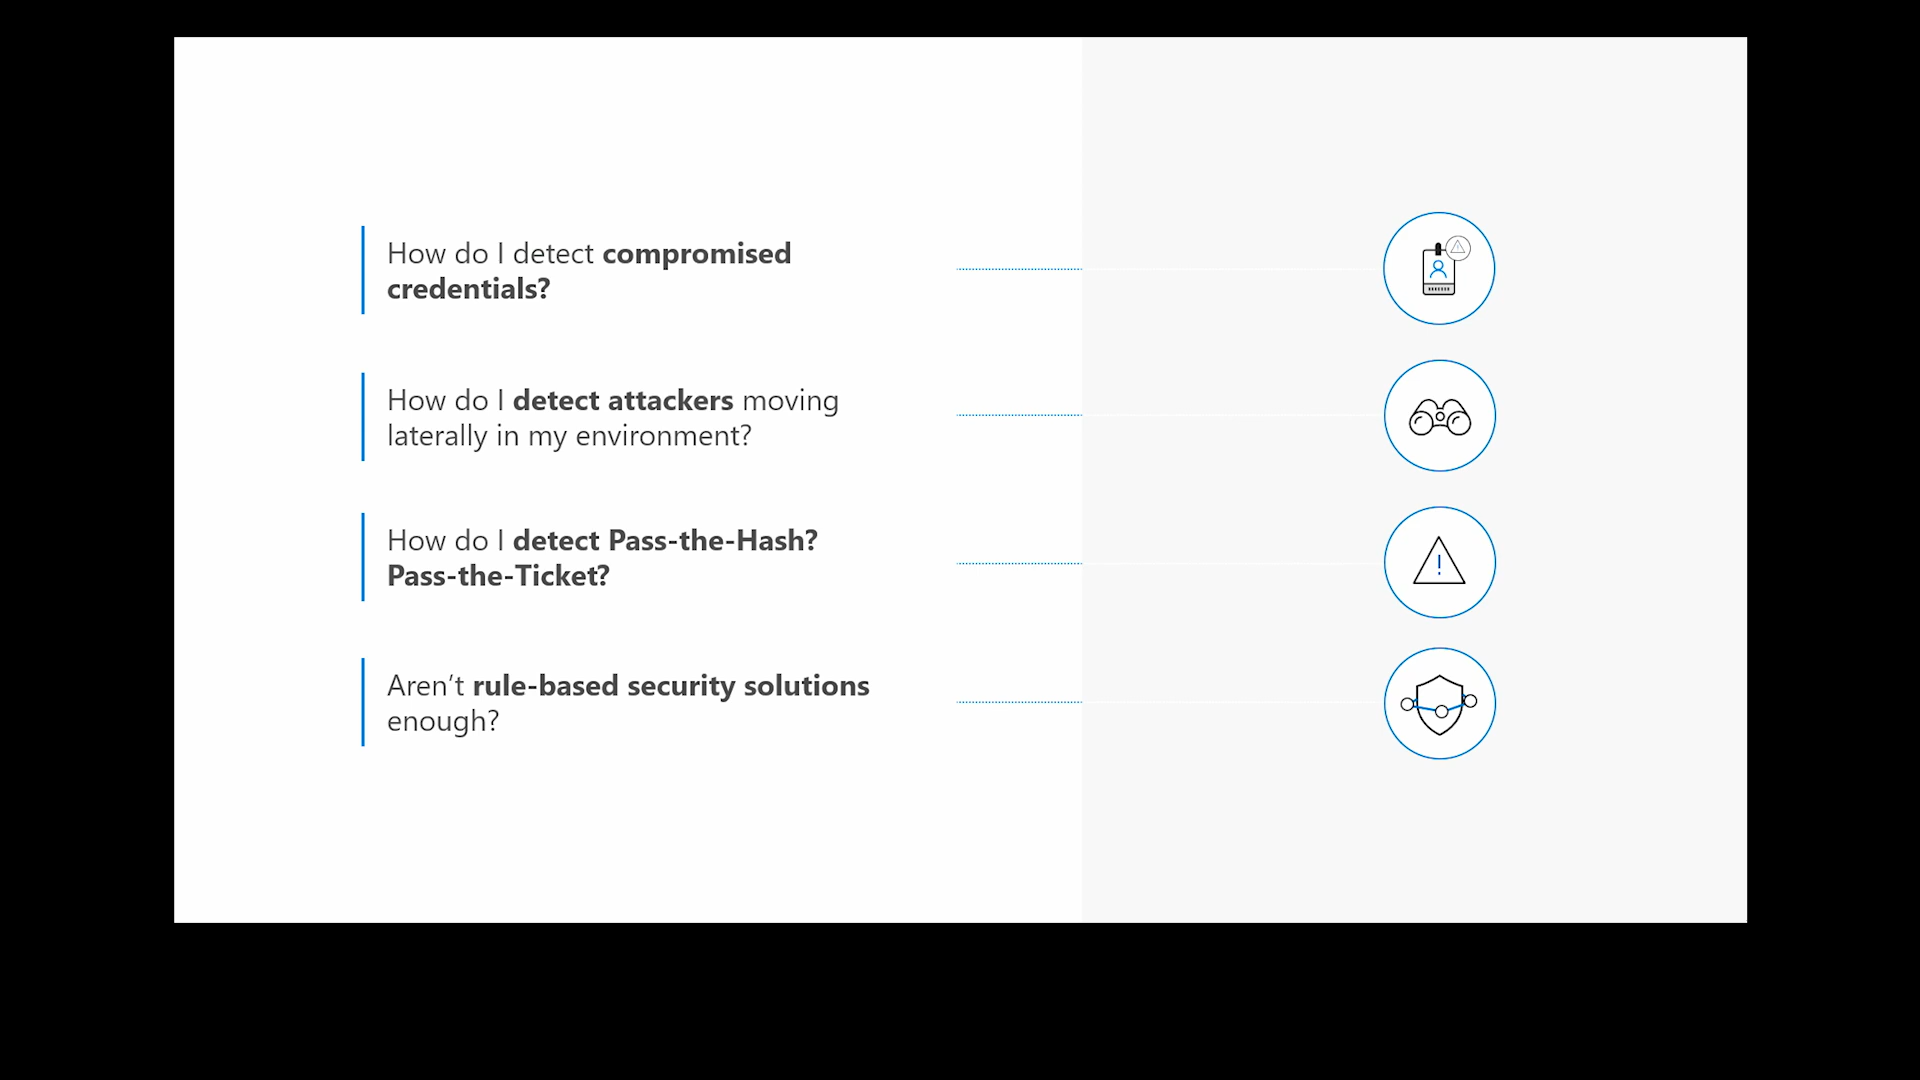 How do I detect compromised
credentials?
How do I detect attackers moving
laterally in my environment?
How do I detect Pass-the-Hash?
Pass-the-Ticket?
Aren’t rule-based security solutions
enough?